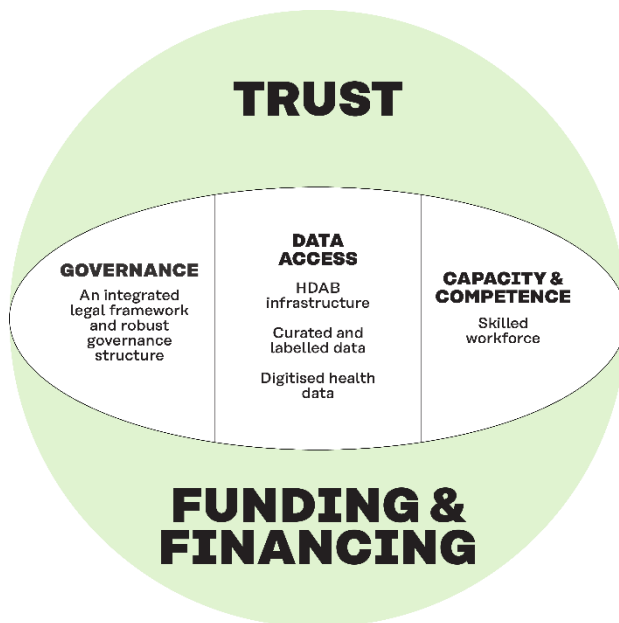 TRUST
GOVERNANCE
An integrated
legal framework
and robust
governance
structure
DATA
ACCESS
HDAB
infrastructure
Curated and
labelled data
Digitised health
data
CAPACITY &
COMPETENCE
Skilled
workforce
FUNDING &
FINANCING